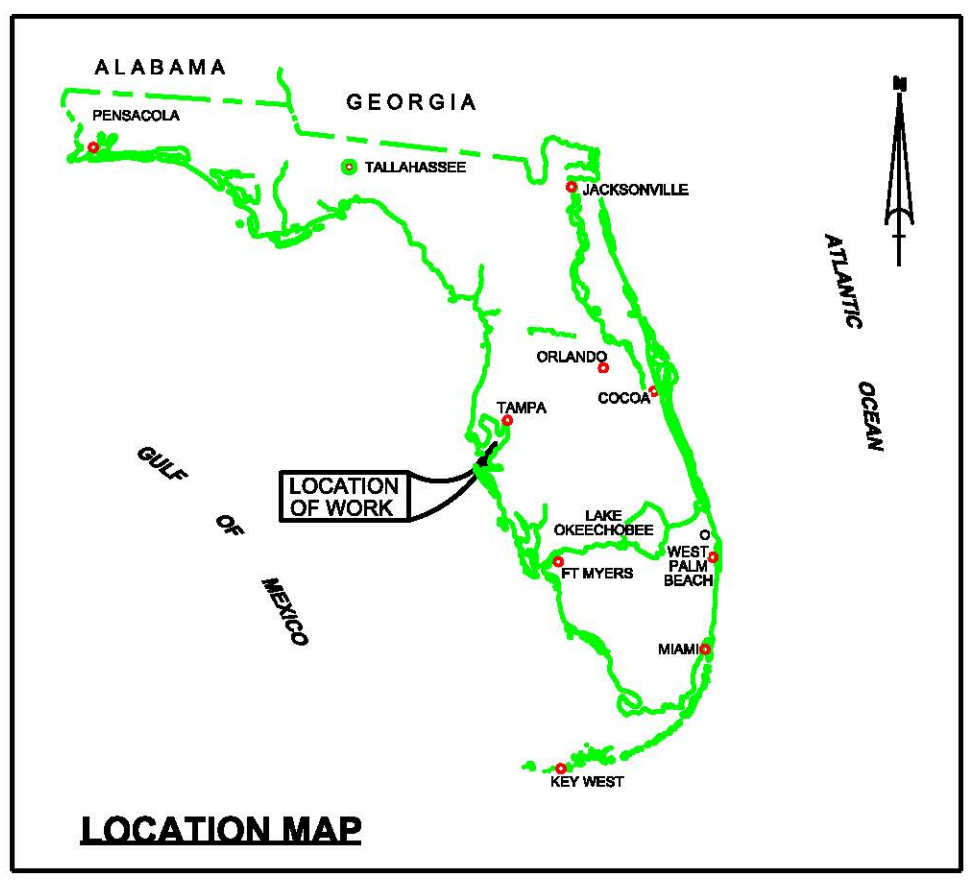 ALABAMA
GEORGIA
N
PENSACOLA
TALLAHASSEE
JACKSONVILLE
ATLANTIC
OCEAN
ORLANDO
COCOA
TAMPA
GULF
OF
MEXICO
LOCATION
OF WORK
LAKE
OKEECHOBEE
WEST
PALM
BEACH
FT MYERS
MIAMI
KEY WEST
LOCATION MAP